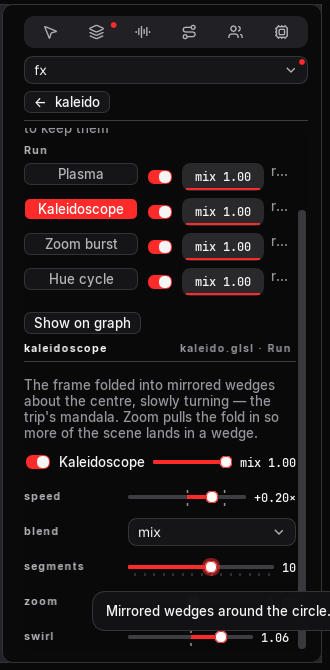 fx
← kaleido
to keep them
Run
Plasma mix 1.00 r…
Kaleidoscope mix 1.00 r…
Zoom burst mix 1.00 r…
Hue cycle mix 1.00 r…
Show on graph
kaleidoscope kaleido.glsl · Run
The frame folded into mirrored wedges
about the centre, slowly turning — the
trip's mandala. Zoom pulls the fold in so
more of the scene lands in a wedge.
Kaleidoscope mix 1.00
speed +0.20×
blend mix
segments 10
zoom
Mirrored wedges around the circle.
swirl 1.06